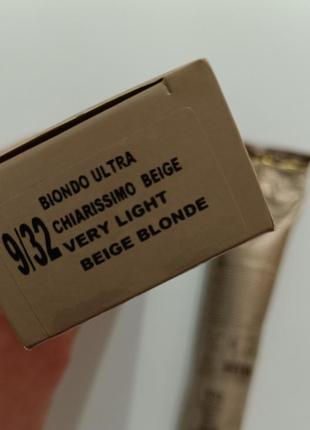 9/32
BIONDO ULTRA
CHIARISSIMO BEIGE
VERY LIGHT
BEIGE BLONDE